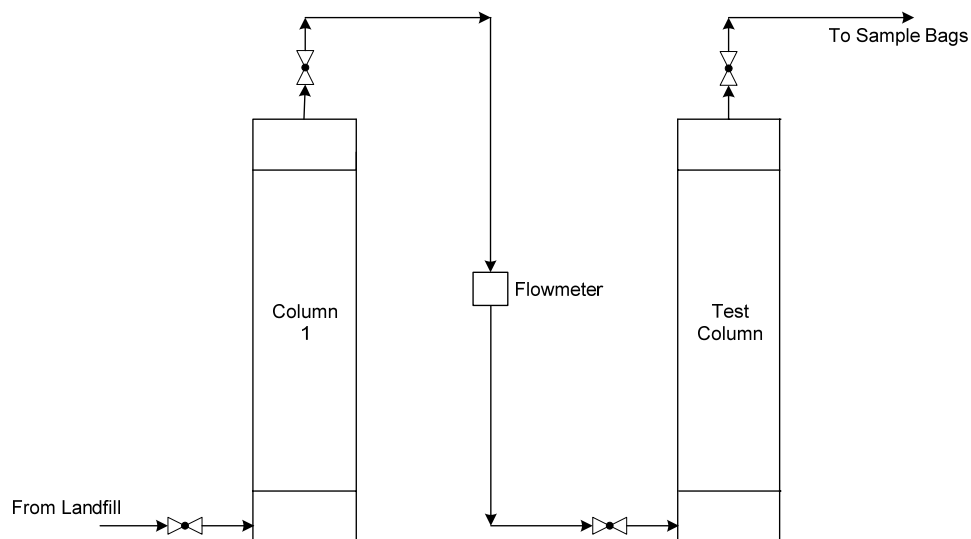 To Sample Bags
Flowmeter
Column
1
Test
Column
From Landfill